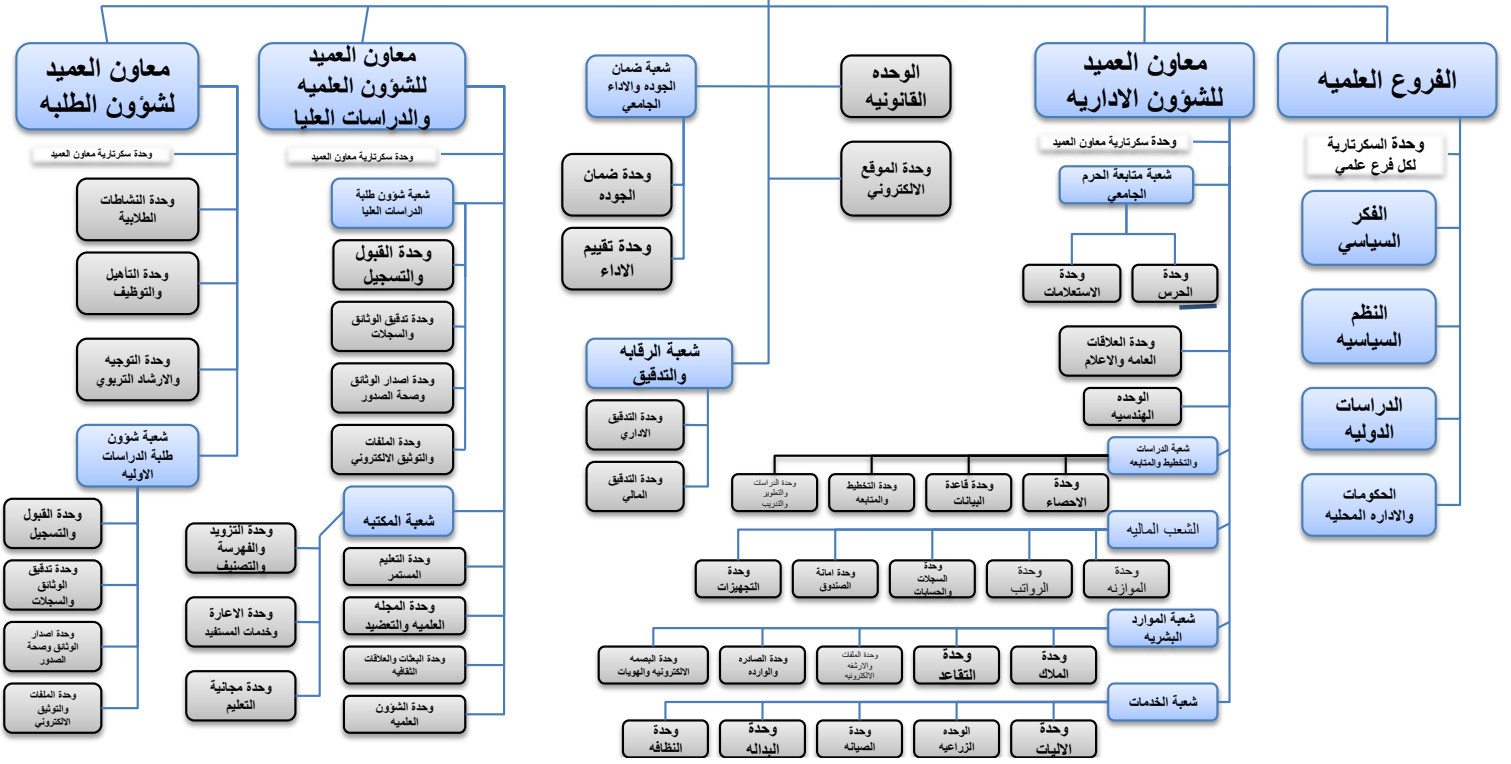 الفروع العلميه
وحدة السكرتارية
لكل فرع علمي
الفكر
السياسي
النظم
السياسيه
الدراسات
الدوليه
الحكومات
والاداره المحليه
معاون العميد
للشؤون الاداريه
وحدة سكرتارية معاون العميد
شعبة متابعة الحرم
الجامعي
وحدة
الحرس
وحدة
الاستعلامات
وحدة العلاقات
العامه والاعلام
الوحده
الهندسيه
شعبة الدراسات
والتخطيط والمتابعه
وحدة
الاحصاء
وحدة قاعدة
البيانات
وحدة التخطيط
والمتابعه
وحدة الدراسات
والتطوير
والتدريب
الشعب الماليه
وحدة
الموازنه
وحدة
الرواتب
وحدة
السجلات
والحسابات
وحدة امانة
الصندوق
وحدة
التجهيزات
شعبة الموارد
البشريه
وحدة
الملاك
وحدة
التقاعد
وحدة الملفات
والارشفه
الالكترونيه
وحدة الصادره
والوارده
وحدة البصمه
الالكترونيه والهويات
شعبة الخدمات
وحدة
الاليات
الوحده
الزراعيه
وحدة
الصيانه
وحدة
البداله
وحدة
النظافه
الوحده
القانونيه
وحدة الموقع
الالكتروني
شعبة ضمان
الجوده والاداء
الجامعي
وحدة ضمان
الجوده
وحدة تقييم
الاداء
شعبة الرقابه
والتدقيق
وحدة التدقيق
الاداري
وحدة التدقيق
المالي
معاون العميد
للشؤون العلميه
والدراسات العليا
وحدة سكرتارية معاون العميد
شعبة شؤون طلبة
الدراسات العليا
وحدة القبول
والتسجيل
وحدة تدقيق الوثائق
والسجلات
وحدة اصدار الوثائق
وصحة الصدور
وحدة الملفات
والتوثيق الالكتروني
شعبة المكتبه
وحدة التزويد
والفهرسة
والتصنيف
وحدة الاعارة
وخدمات المستفيد
وحدة مجانية
التعليم
وحدة التعليم
المستمر
وحدة المجله
العلميه والتعضيد
وحدة البعثات والعلاقات
الثقافيه
وحدة الشؤون
العلميه
معاون العميد
لشؤون الطلبه
وحدة سكرتارية معاون العميد
وحدة النشاطات
الطلابية
وحدة التأهيل
والتوظيف
وحدة التوجيه
والارشاد التربوي
شعبة شؤون
طلبة الدراسات
الاوليه
وحدة القبول
والتسجيل
وحدة تدقيق
الوثائق
والسجلات
وحدة اصدار
الوثائق وصحة
الصدور
وحدة الملفات
والتوثيق
الالكتروني